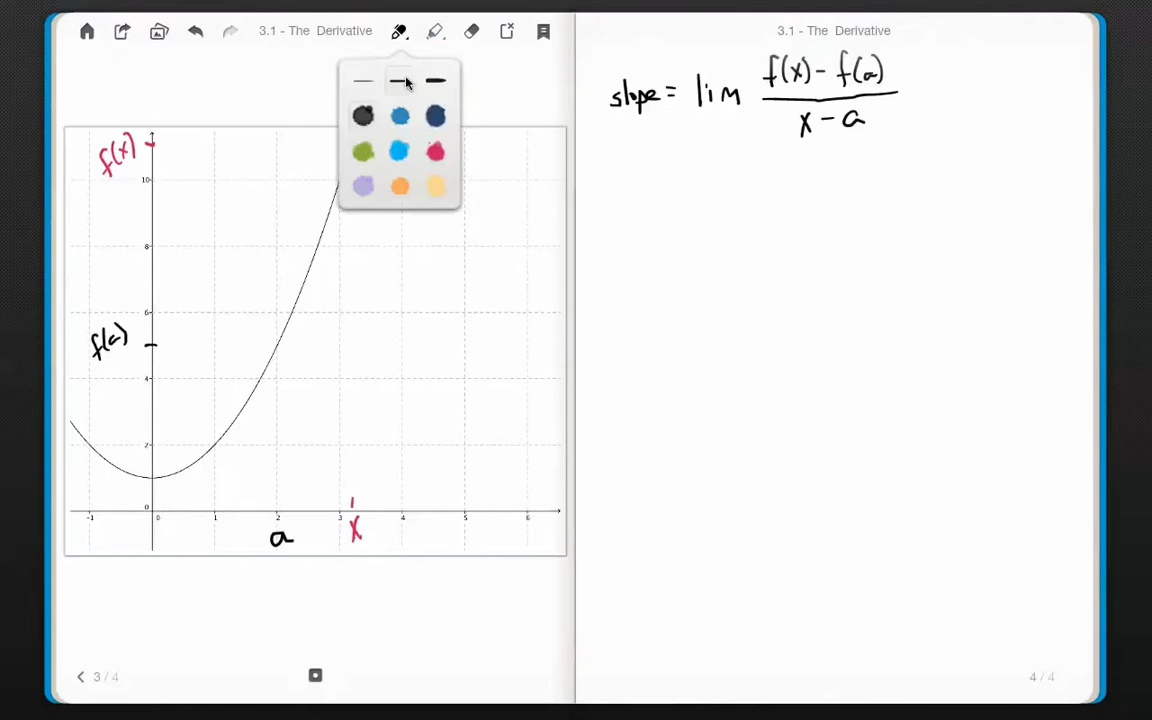 3.1 - The Derivative
f(x)
10
8
6
f(a)
4
2
0
-1 0 1 2 3 4 5 6
a x
3 / 4
3.1 - The Derivative
slope = lim f(x) - f(a)
x - a
4 / 4